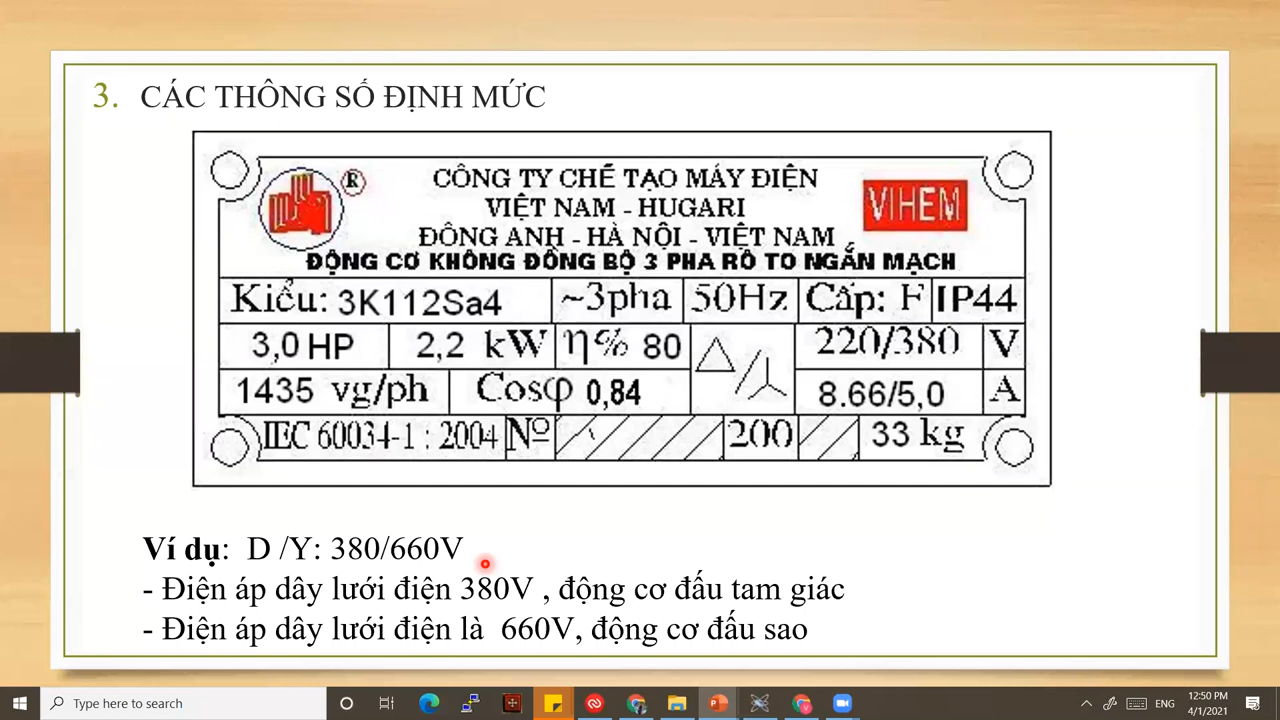 3. CÁC THÔNG SỐ ĐỊNH MỨC
®
CÔNG TY CHẾ TẠO MÁY ĐIỆN
VIỆT NAM - HUGARI
ĐÔNG ANH - HÀ NỘI - VIỆT NAM
VIHEM
ĐỘNG CƠ KHÔNG ĐỒNG BỘ 3 PHA RÔ TO NGẮN MẠCH
Kiểu: 3K112Sa4 ~3pha 50Hz Cấp: F IP44
3,0 HP 2,2 kW η% 80 220/380 V
1435 vg/ph Cosφ 0,84 8.66/5,0 A
IEC 60034-1 : 2004 Nº 200 33 kg
Ví dụ: D /Y: 380/660V
- Điện áp dây lưới điện 380V , động cơ đấu tam giác
- Điện áp dây lưới điện là 660V, động cơ đấu sao
Type here to search
ENG
12:50 PM
4/1/2021